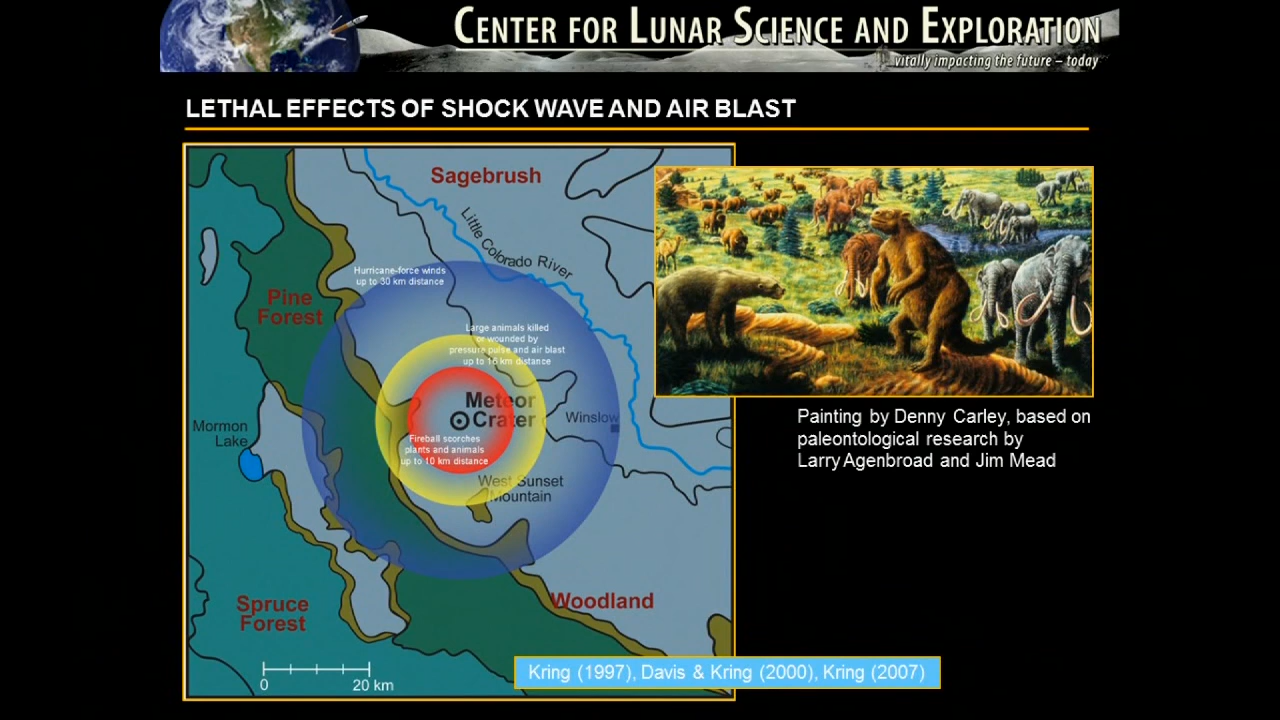 CENTER FOR LUNAR SCIENCE AND EXPLORATION
...vitally impacting the future – today
LETHAL EFFECTS OF SHOCK WAVE AND AIR BLAST
Sagebrush
Little Colorado River
Hurricane-force winds
up to 30 km distance
Pine
Forest
Large animals killed
or wounded by
pressure pulse and air blast
up to 16 km distance
Meteor
Crater
Winslow
Mormon
Lake
Fireball scorches
plants and animals
up to 10 km distance
West Sunset
Mountain
Spruce
Forest
Woodland
0 20 km
Painting by Denny Carley, based on
paleontological research by
Larry Agenbroad and Jim Mead
Kring (1997), Davis & Kring (2000), Kring (2007)